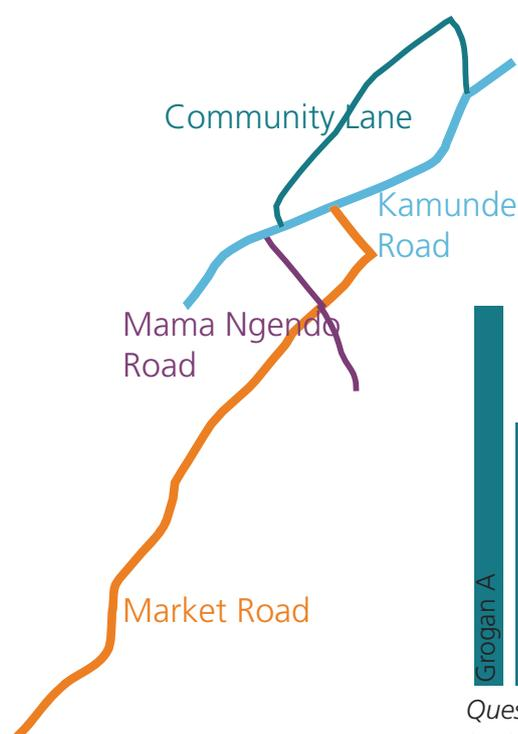 Community Lane
Kamunde
Road
Mama Ngendo
Road
Market Road
Grogan A